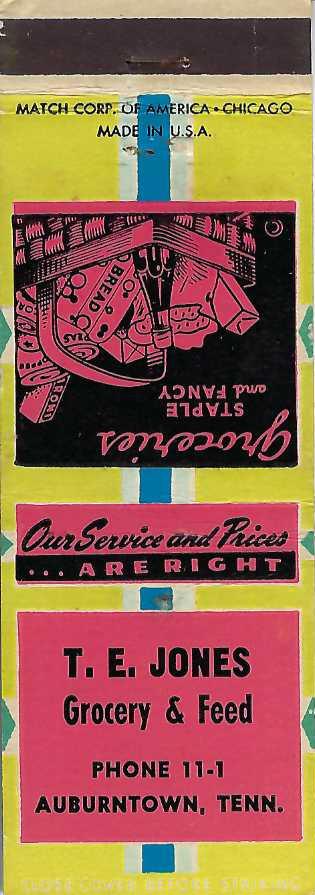 MATCH CORP. OF AMERICA • CHICAGO
MADE IN U.S.A.
Groceries
STAPLE
and FANCY
BREAD
©
Our Service and Prices
... ARE RIGHT
T. E. JONES
Grocery & Feed
PHONE 11-1
AUBURNTOWN, TENN.
CLOSE COVER BEFORE STRIKING